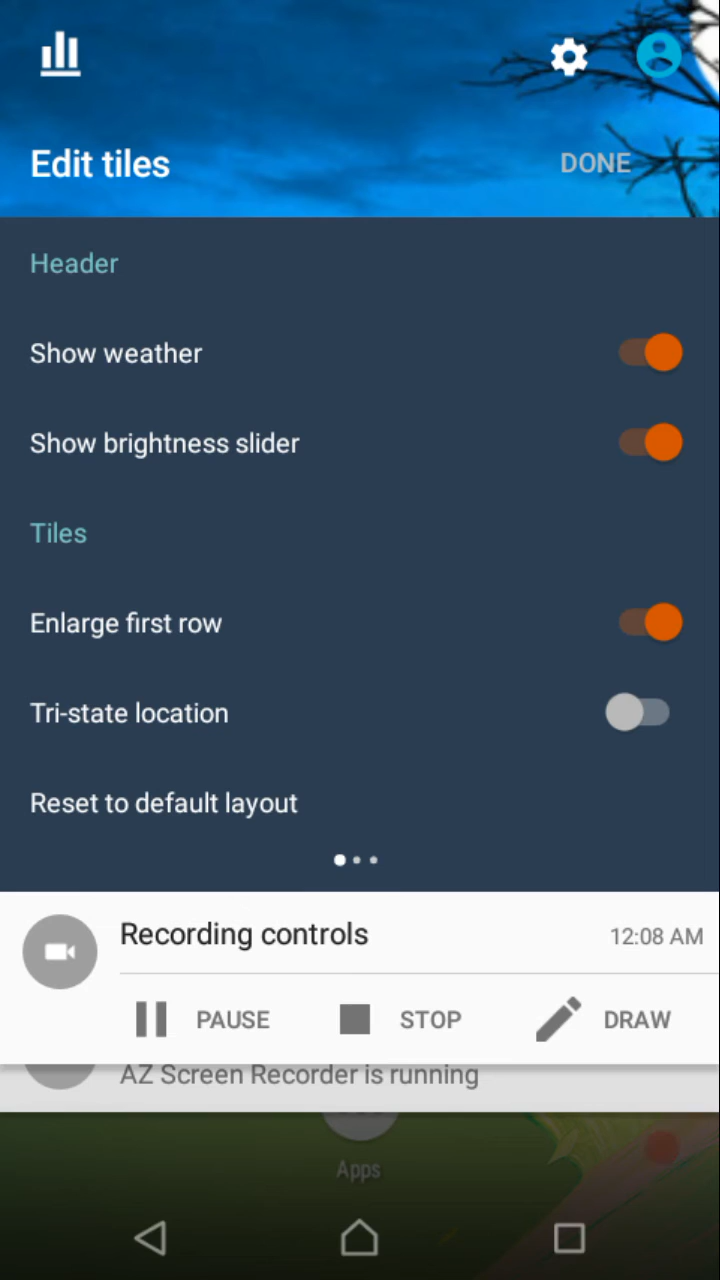 Edit tiles
DONE
Header
Show weather
Show brightness slider
Tiles
Enlarge first row
Tri-state location
Reset to default layout
Recording controls
12:08 AM
PAUSE
STOP
DRAW
AZ Screen Recorder is running
Apps